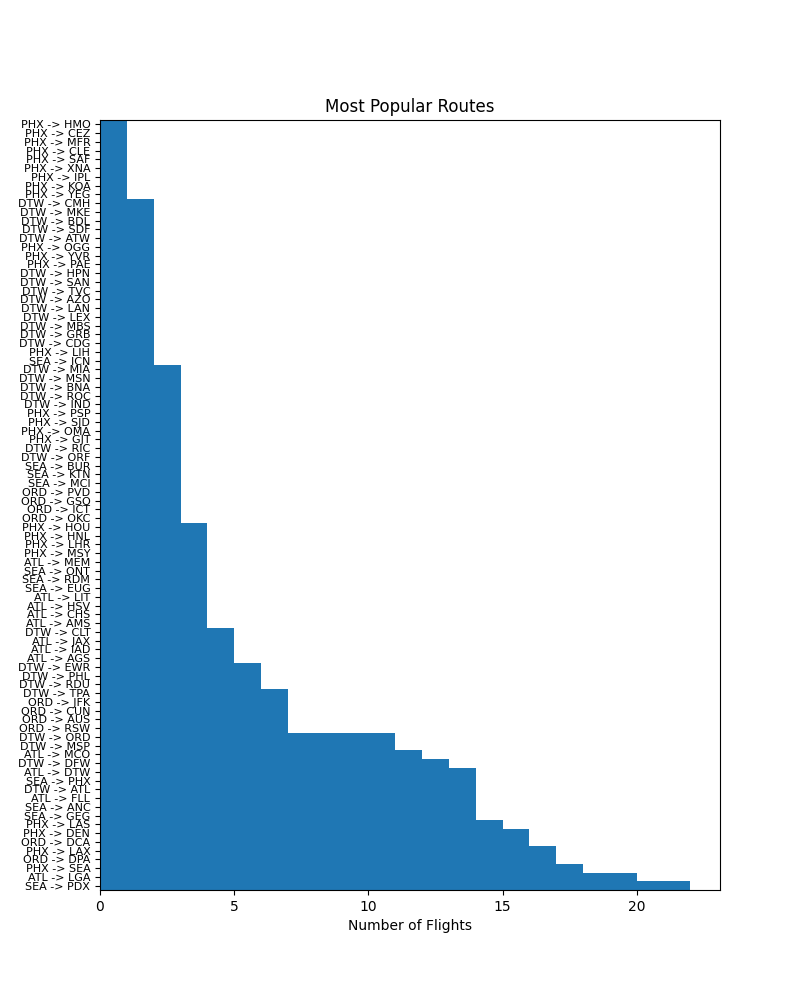 Most Popular Routes
PHX -> HMO
PHX -> CEZ
PHX -> MFR
PHX -> CLE
PHX -> SAF
PHX -> XNA
PHX -> IPL
PHX -> KOA
PHX -> YEG
DTW -> CMH
DTW -> MKE
DTW -> BDL
DTW -> SDF
DTW -> ATW
PHX -> OGG
PHX -> YVR
PHX -> PAE
DTW -> HPN
DTW -> SAN
DTW -> TVC
DTW -> AZO
DTW -> LAN
DTW -> LEX
DTW -> MBS
DTW -> GRB
DTW -> CDG
PHX -> LIH
SEA -> ICN
DTW -> MIA
DTW -> MSN
DTW -> BNA
DTW -> ROC
DTW -> IND
PHX -> PSP
PHX -> SJD
PHX -> OMA
PHX -> GJT
DTW -> RIC
DTW -> ORF
SEA -> BUR
SEA -> KTN
SEA -> MCI
ORD -> PVD
ORD -> GSO
ORD -> ICT
ORD -> OKC
PHX -> HOU
PHX -> HNL
PHX -> LHR
PHX -> MSY
ATL -> MEM
SEA -> ONT
SEA -> RDM
SEA -> EUG
ATL -> LIT
ATL -> HSV
ATL -> CHS
ATL -> AMS
DTW -> CLT
ATL -> JAX
ATL -> IAD
ATL -> AGS
DTW -> EWR
DTW -> PHL
DTW -> RDU
DTW -> TPA
ORD -> JFK
ORD -> CUN
ORD -> AUS
ORD -> RSW
DTW -> ORD
DTW -> MSP
ATL -> MCO
DTW -> DFW
ATL -> DTW
SEA -> PHX
DTW -> ATL
ATL -> FLL
SEA -> ANC
SEA -> GEG
PHX -> LAS
PHX -> DEN
ORD -> DCA
PHX -> LAX
ORD -> DPA
PHX -> SEA
ATL -> LGA
SEA -> PDX
0 5 10 15 20
Number of Flights